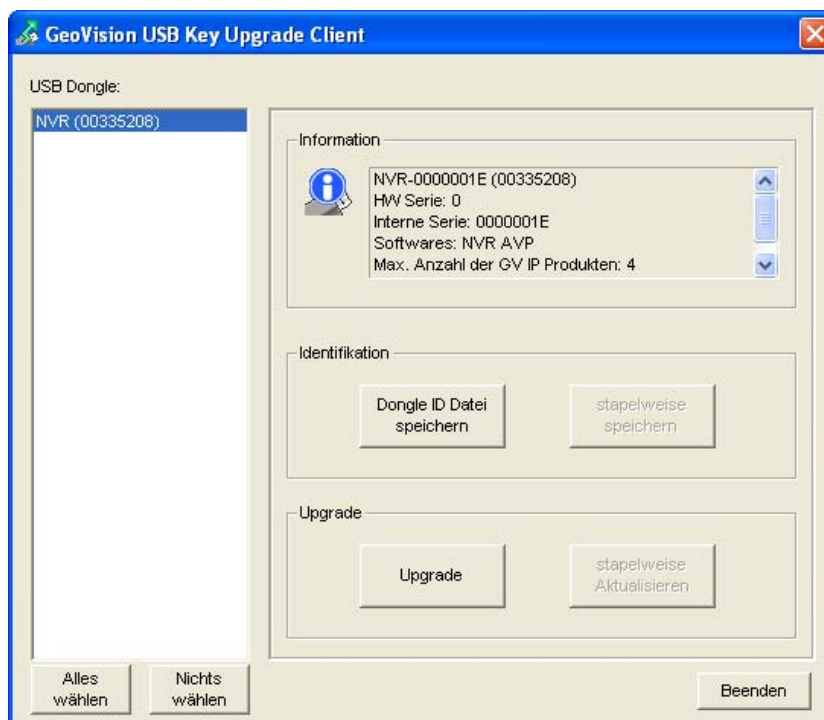 GeoVision USB Key Upgrade Client
USB Dongle:
NVR (00335208)
Information
NVR-0000001E (00335208)
HW Serie: 0
Interne Serie: 0000001E
Softwares: NVR AVP
Max. Anzahl der GV IP Produkten: 4
Identifikation
Dongle ID Datei
speichern
stapelweise
speichern
Upgrade
Upgrade
stapelweise
Aktualisieren
Alles
wählen
Nichts
wählen
Beenden